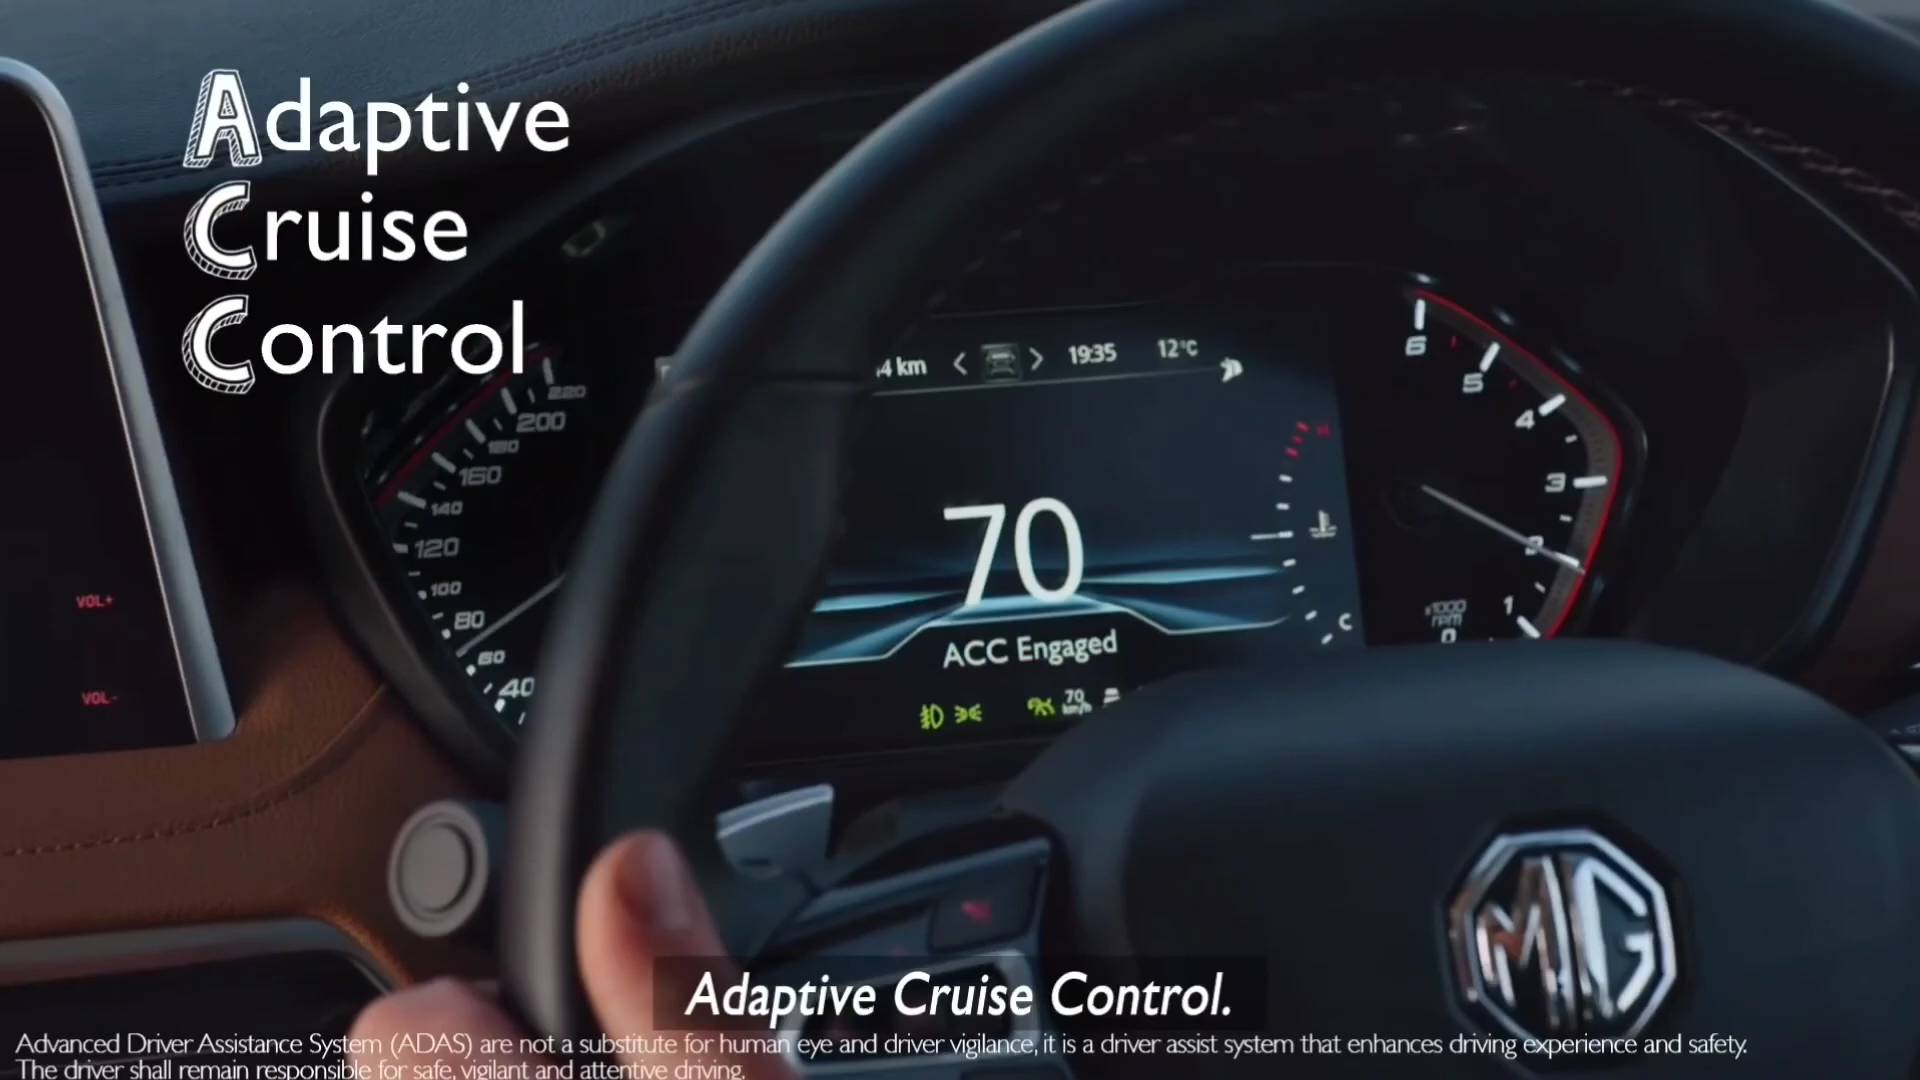 Adaptive
Cruise
Control
4 km < > 19:35 12°C
220
200
180
160
140
120
100
80
60
40
6
5
4
3
2
1
x1000
rpm
0
H
C
70
ACC Engaged
70
km/h
VOL+
VOL-
MG
Adaptive Cruise Control.
Advanced Driver Assistance System (ADAS) are not a substitute for human eye and driver vigilance, it is a driver assist system that enhances driving experience and safety.
The driver shall remain responsible for safe, vigilant and attentive driving.